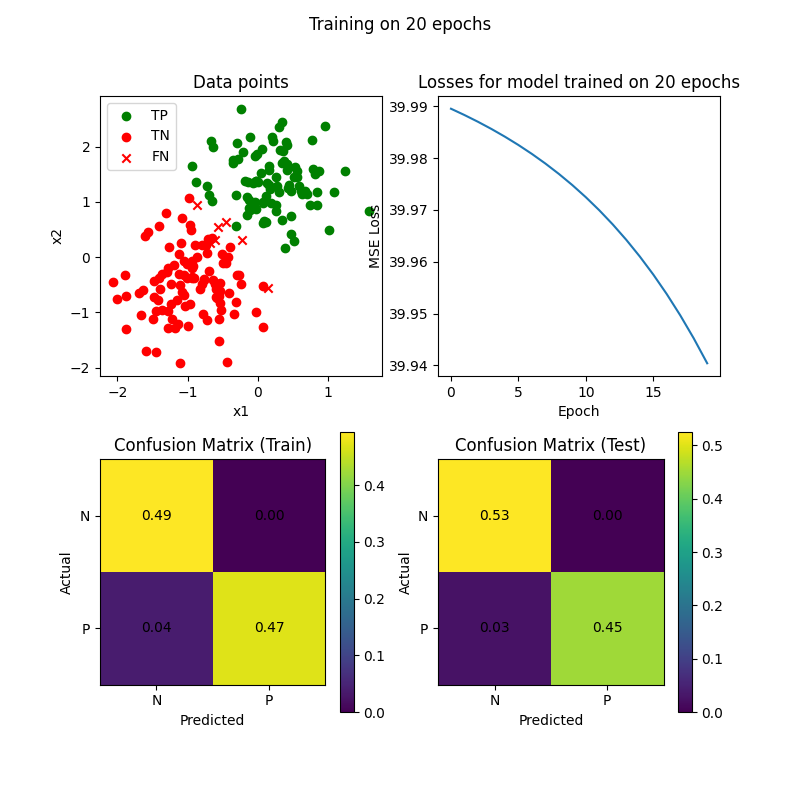 Training on 20 epochs
Data points
TP
TN
FN
2
1
0
−1
−2
x2
−2
−1
0
1
x1
Losses for model trained on 20 epochs
39.99
39.98
39.97
39.96
39.95
39.94
MSE Loss
0
5
10
15
Epoch
Confusion Matrix (Train)
N
P
Actual
0.49
0.00
0.04
0.47
N
P
Predicted
0.4
0.3
0.2
0.1
0.0
Confusion Matrix (Test)
N
P
Actual
0.53
0.00
0.03
0.45
N
P
Predicted
0.5
0.4
0.3
0.2
0.1
0.0